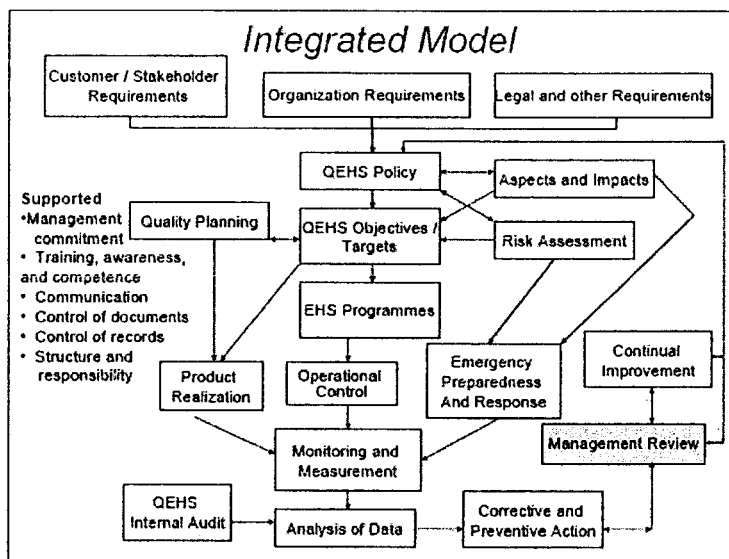 Integrated Model
Customer / Stakeholder
Requirements
Organization Requirements
Legal and other Requirements
QEHS Policy
Aspects and Impacts
Supported
•Management
commitment
• Training, awareness,
and competence
• Communication
• Control of documents
• Control of records
• Structure and
responsibility
Quality Planning
QEHS Objectives /
Targets
Risk Assessment
EHS Programmes
Product
Realization
Operational
Control
Emergency
Preparedness
And Response
Continual
Improvement
Management Review
Monitoring and
Measurement
QEHS
Internal Audit
Analysis of Data
Corrective and
Preventive Action